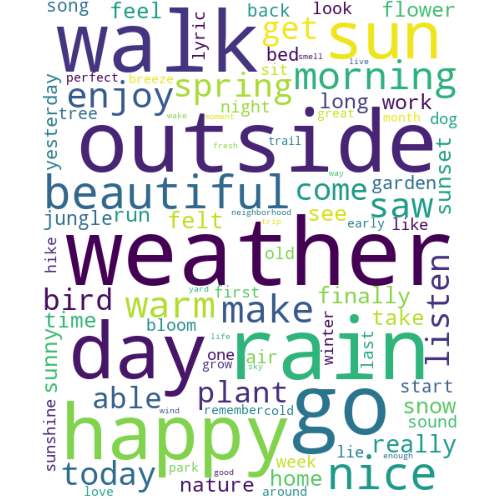 song feel back look flower
walk lyric get bed smell sun
perfect breeze sit live morning
enjoy spring night long work
yesterday tree wake moment great month dog
outside trail
fresh way
beautiful come garden sunset
jungle run felt neighborhood see saw like
trip early
weather
hike old
bird yard first finally listen
time warm make take
sunny bloom life winter last
day one air rain
grow sky
able plant go start
sunshine happy wind remember cold snow
sound
lie really
today park good week enough
nature home nice
love around